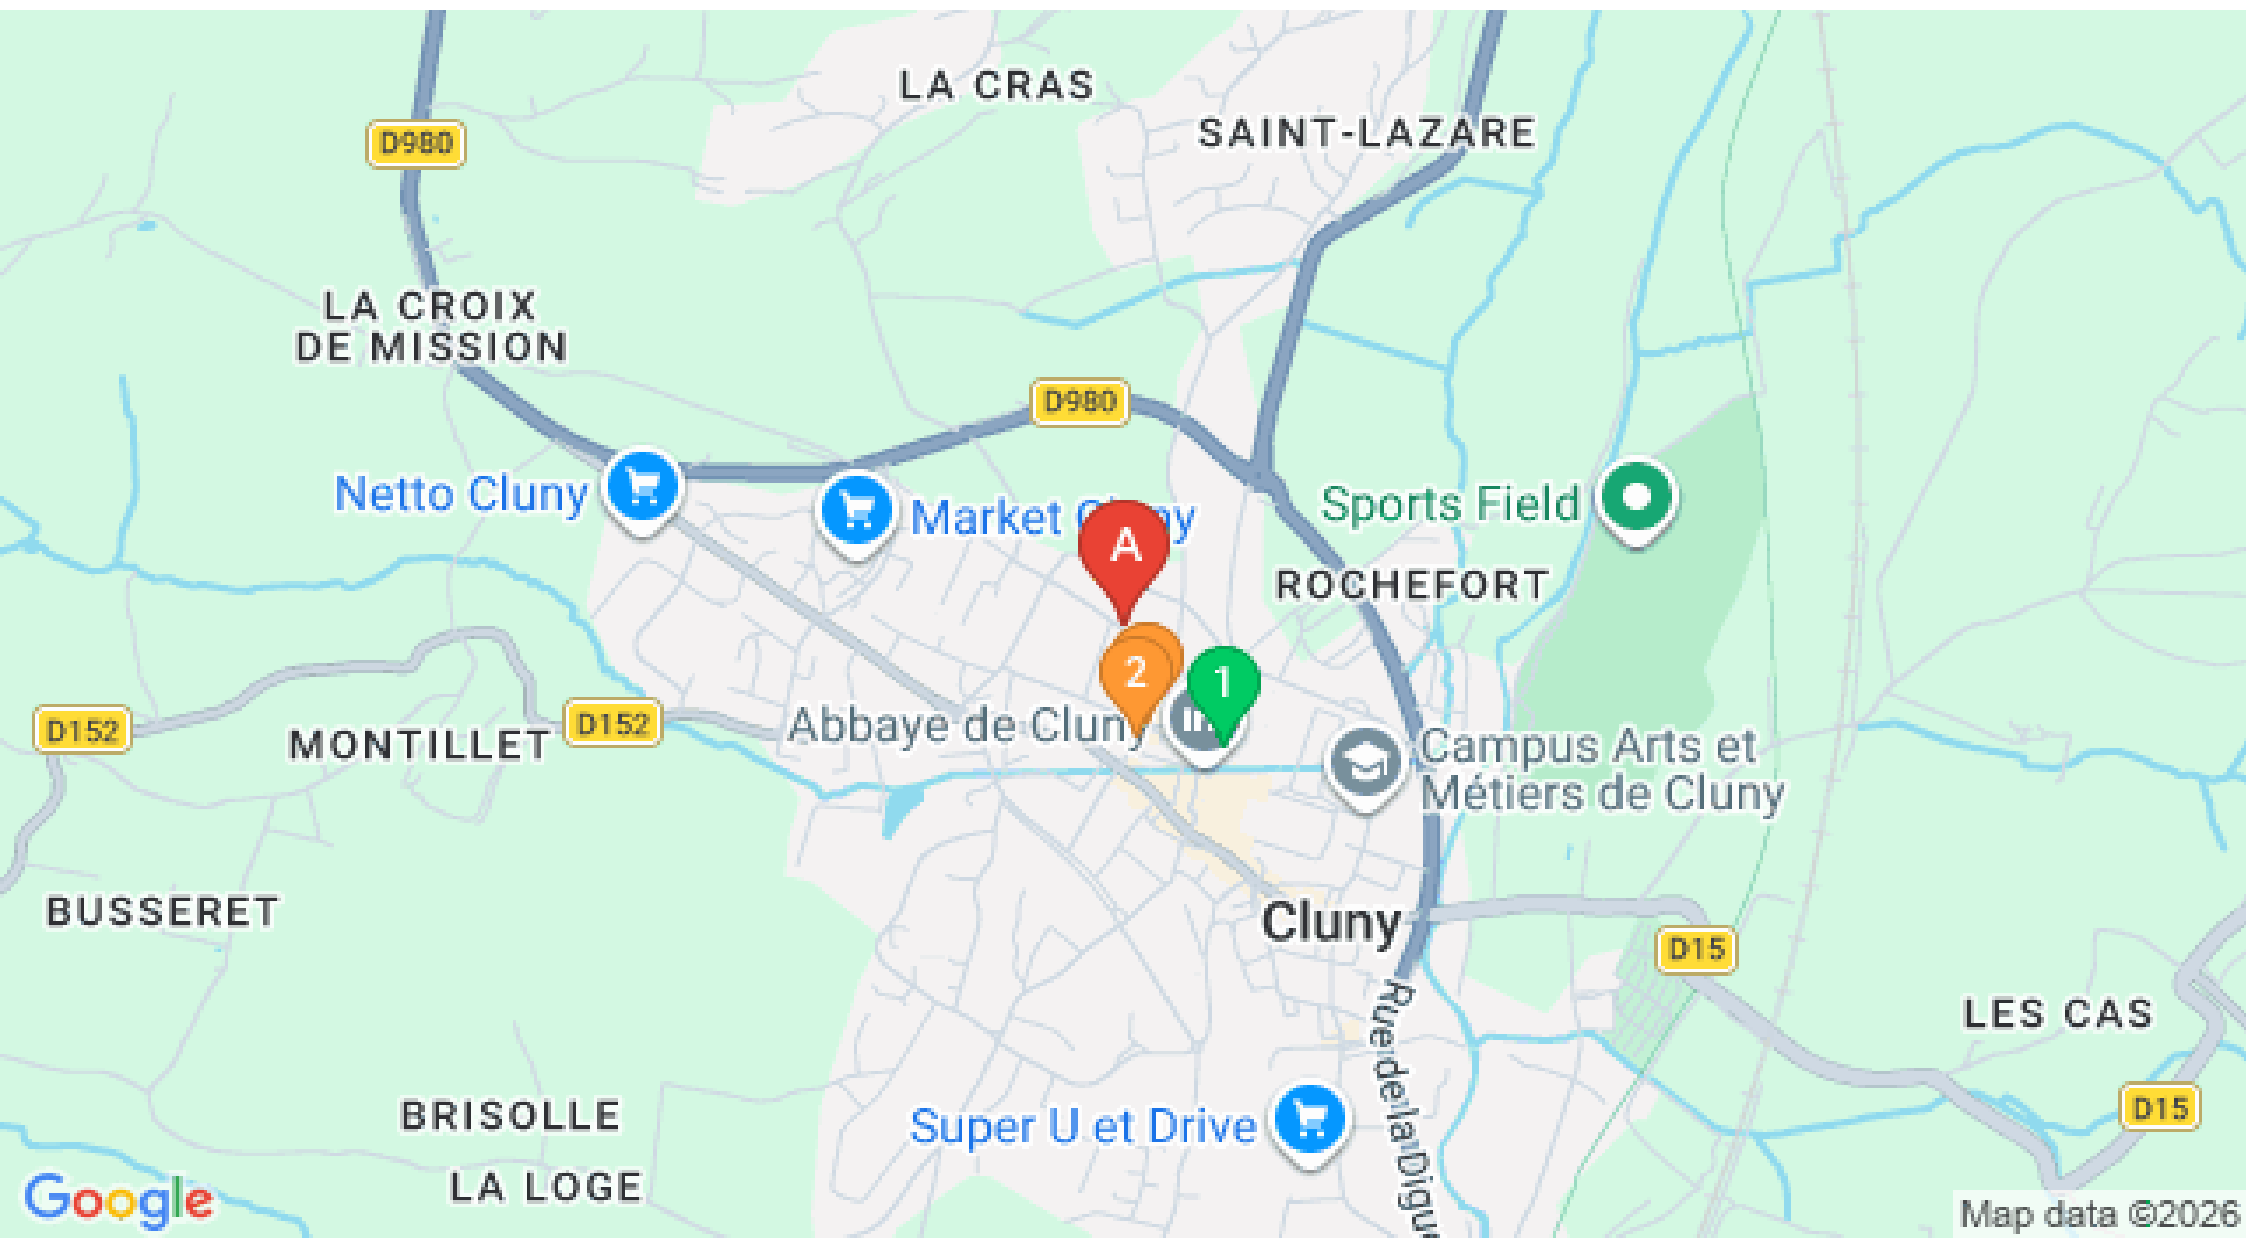 LA CRAS
SAINT-LAZARE
D980
LA CROIX
DE MISSION
D980
Netto Cluny
Market Cluny
Sports Field
A
ROCHEFORT
2
1
Abbaye de Cluny
D152
D152
MONTILLET
Campus Arts et
Métiers de Cluny
BUSSERET
Cluny
D15
Rue de la Digue
LES CAS
BRISOLLE
Super U et Drive
D15
LA LOGE
Google
Map data ©2026